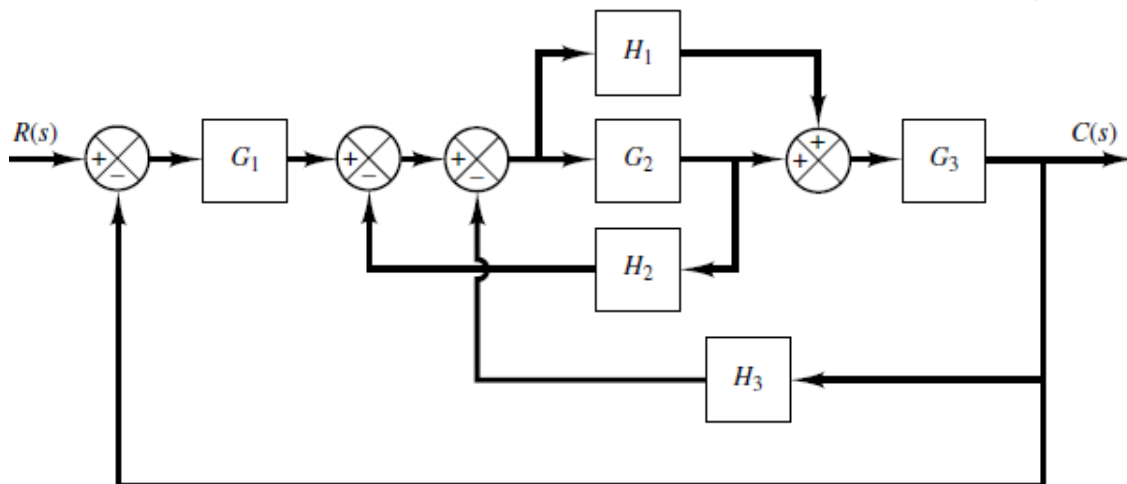 H₁
R(s)
C(s)
+
−
G₁
+
−
+
−
G₂
+
+
G₃
H₂
H₃